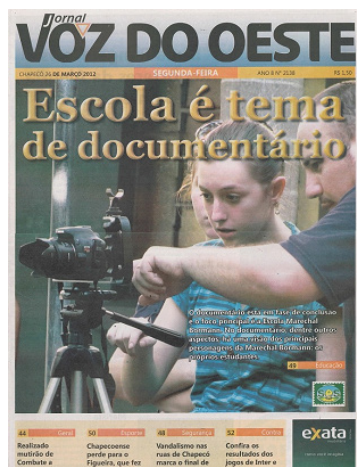 Jornal
VOZ DO OESTE
CHAPECÓ 26 DE MARÇO 2012 SEGUNDA-FEIRA ANO 8 Nº 2538 R$ 1,50
Escola é tema
de documentário
O documentário está em fase de conclusão
e o foco principal é a Escola Marechal
Bormann. No documentário, dentre outros
aspectos, há uma visão dos principais
personagens da Marechal Bormann: os
próprios estudantes.
49 Educação
44 Geral
Realizado
mutirão de
Combate a
50 Esporte
Chapecoense
perde para o
Figueira, que fez
48 Segurança
Vandalismo nas
ruas de Chapecó
marca o final de
52 Contra
Confira os
resultados dos
jogos de Inter e
exata